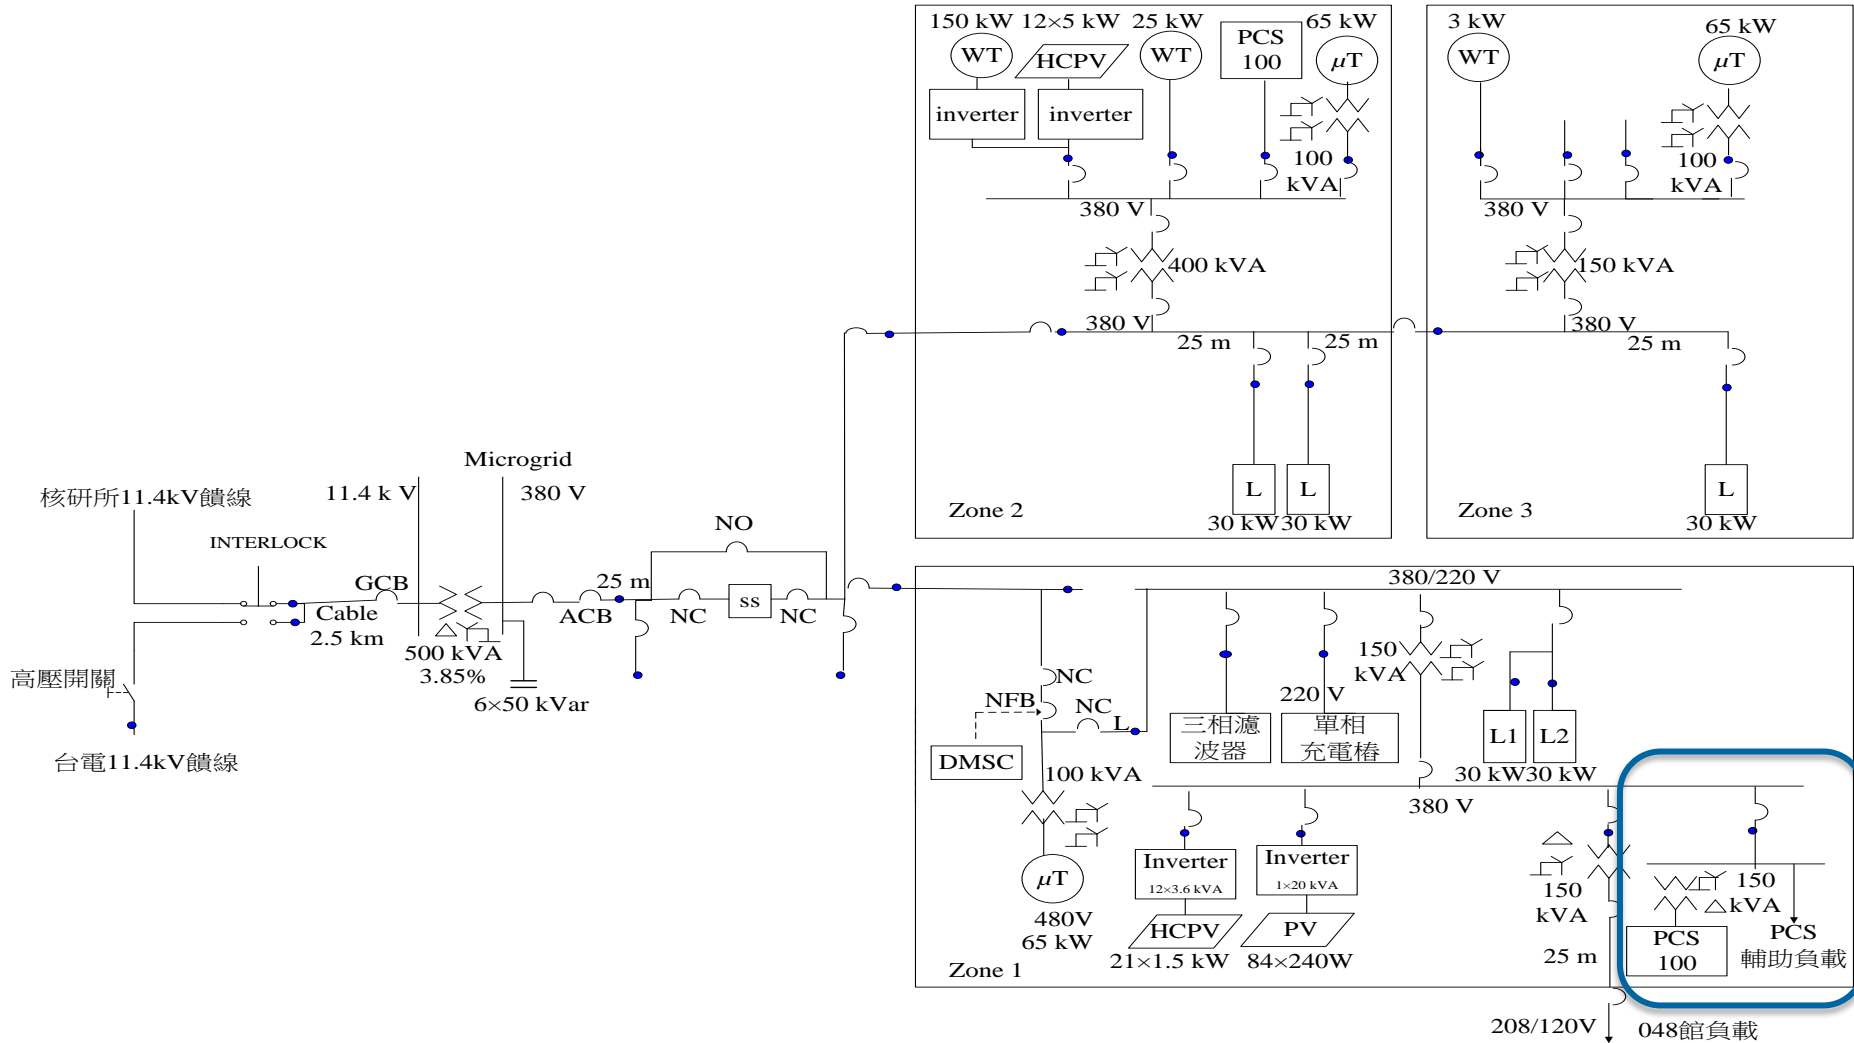 150 kW
12×5 kW
25 kW
65 kW
WT
HCPV
WT
PCS
100
μT
inverter
inverter
100
kVA
380 V
400 kVA
380 V
25 m
25 m
L
L
30 kW
30 kW
Zone 2
3 kW
65 kW
WT
μT
100
kVA
380 V
150 kVA
380 V
25 m
L
30 kW
Zone 3
Microgrid
核研所11.4kV饋線
11.4 k V
380 V
INTERLOCK
NO
GCB
25 m
Cable
2.5 km
ACB
NC
ss
NC
500 kVA
3.85%
6×50 kVar
高壓開關
台電11.4kV饋線
380/220 V
NC
NFB
NC
L
DMSC
100 kVA
μT
480V
65 kW
220 V
三相濾
波器
單相
充電樁
150
kVA
L1
L2
30 kW
30 kW
380 V
Inverter
12×3.6 kVA
Inverter
1×20 kVA
HCPV
PV
21×1.5 kW
84×240W
150
kVA
25 m
150
kVA
PCS
100
PCS
輔助負載
Zone 1
208/120V
048館負載